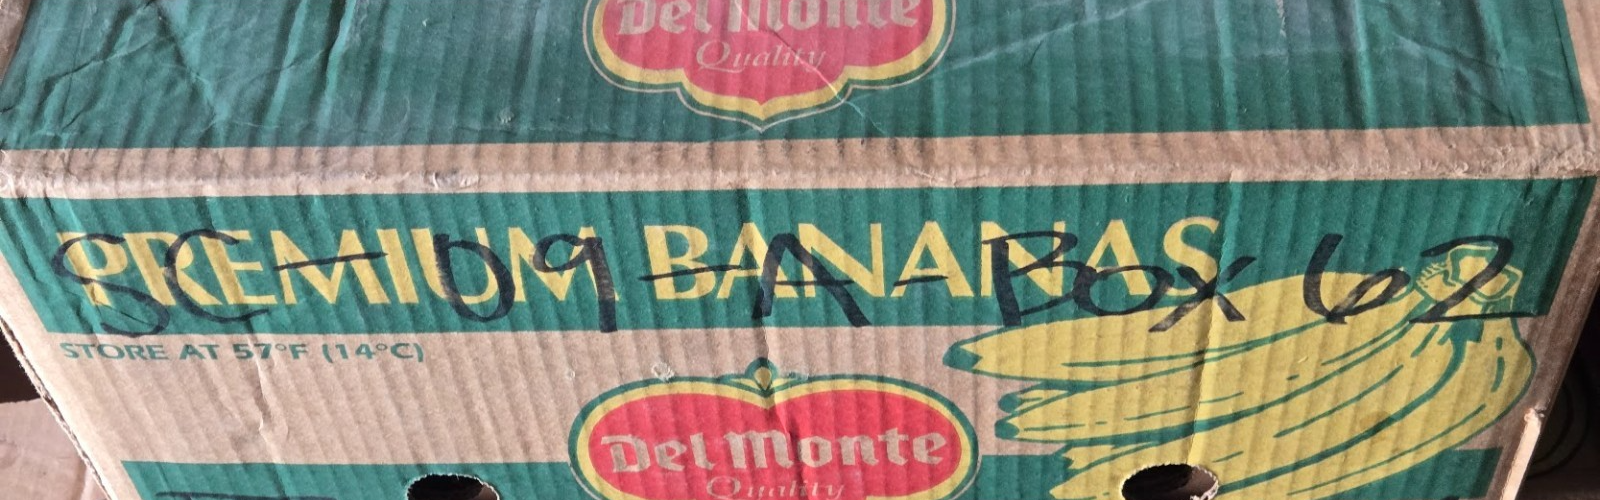 Del Monte
Quality
PREMIUM BANANAS
SC-09-A-Box 62
STORE AT 57°F (14°C)
Del Monte
Quality